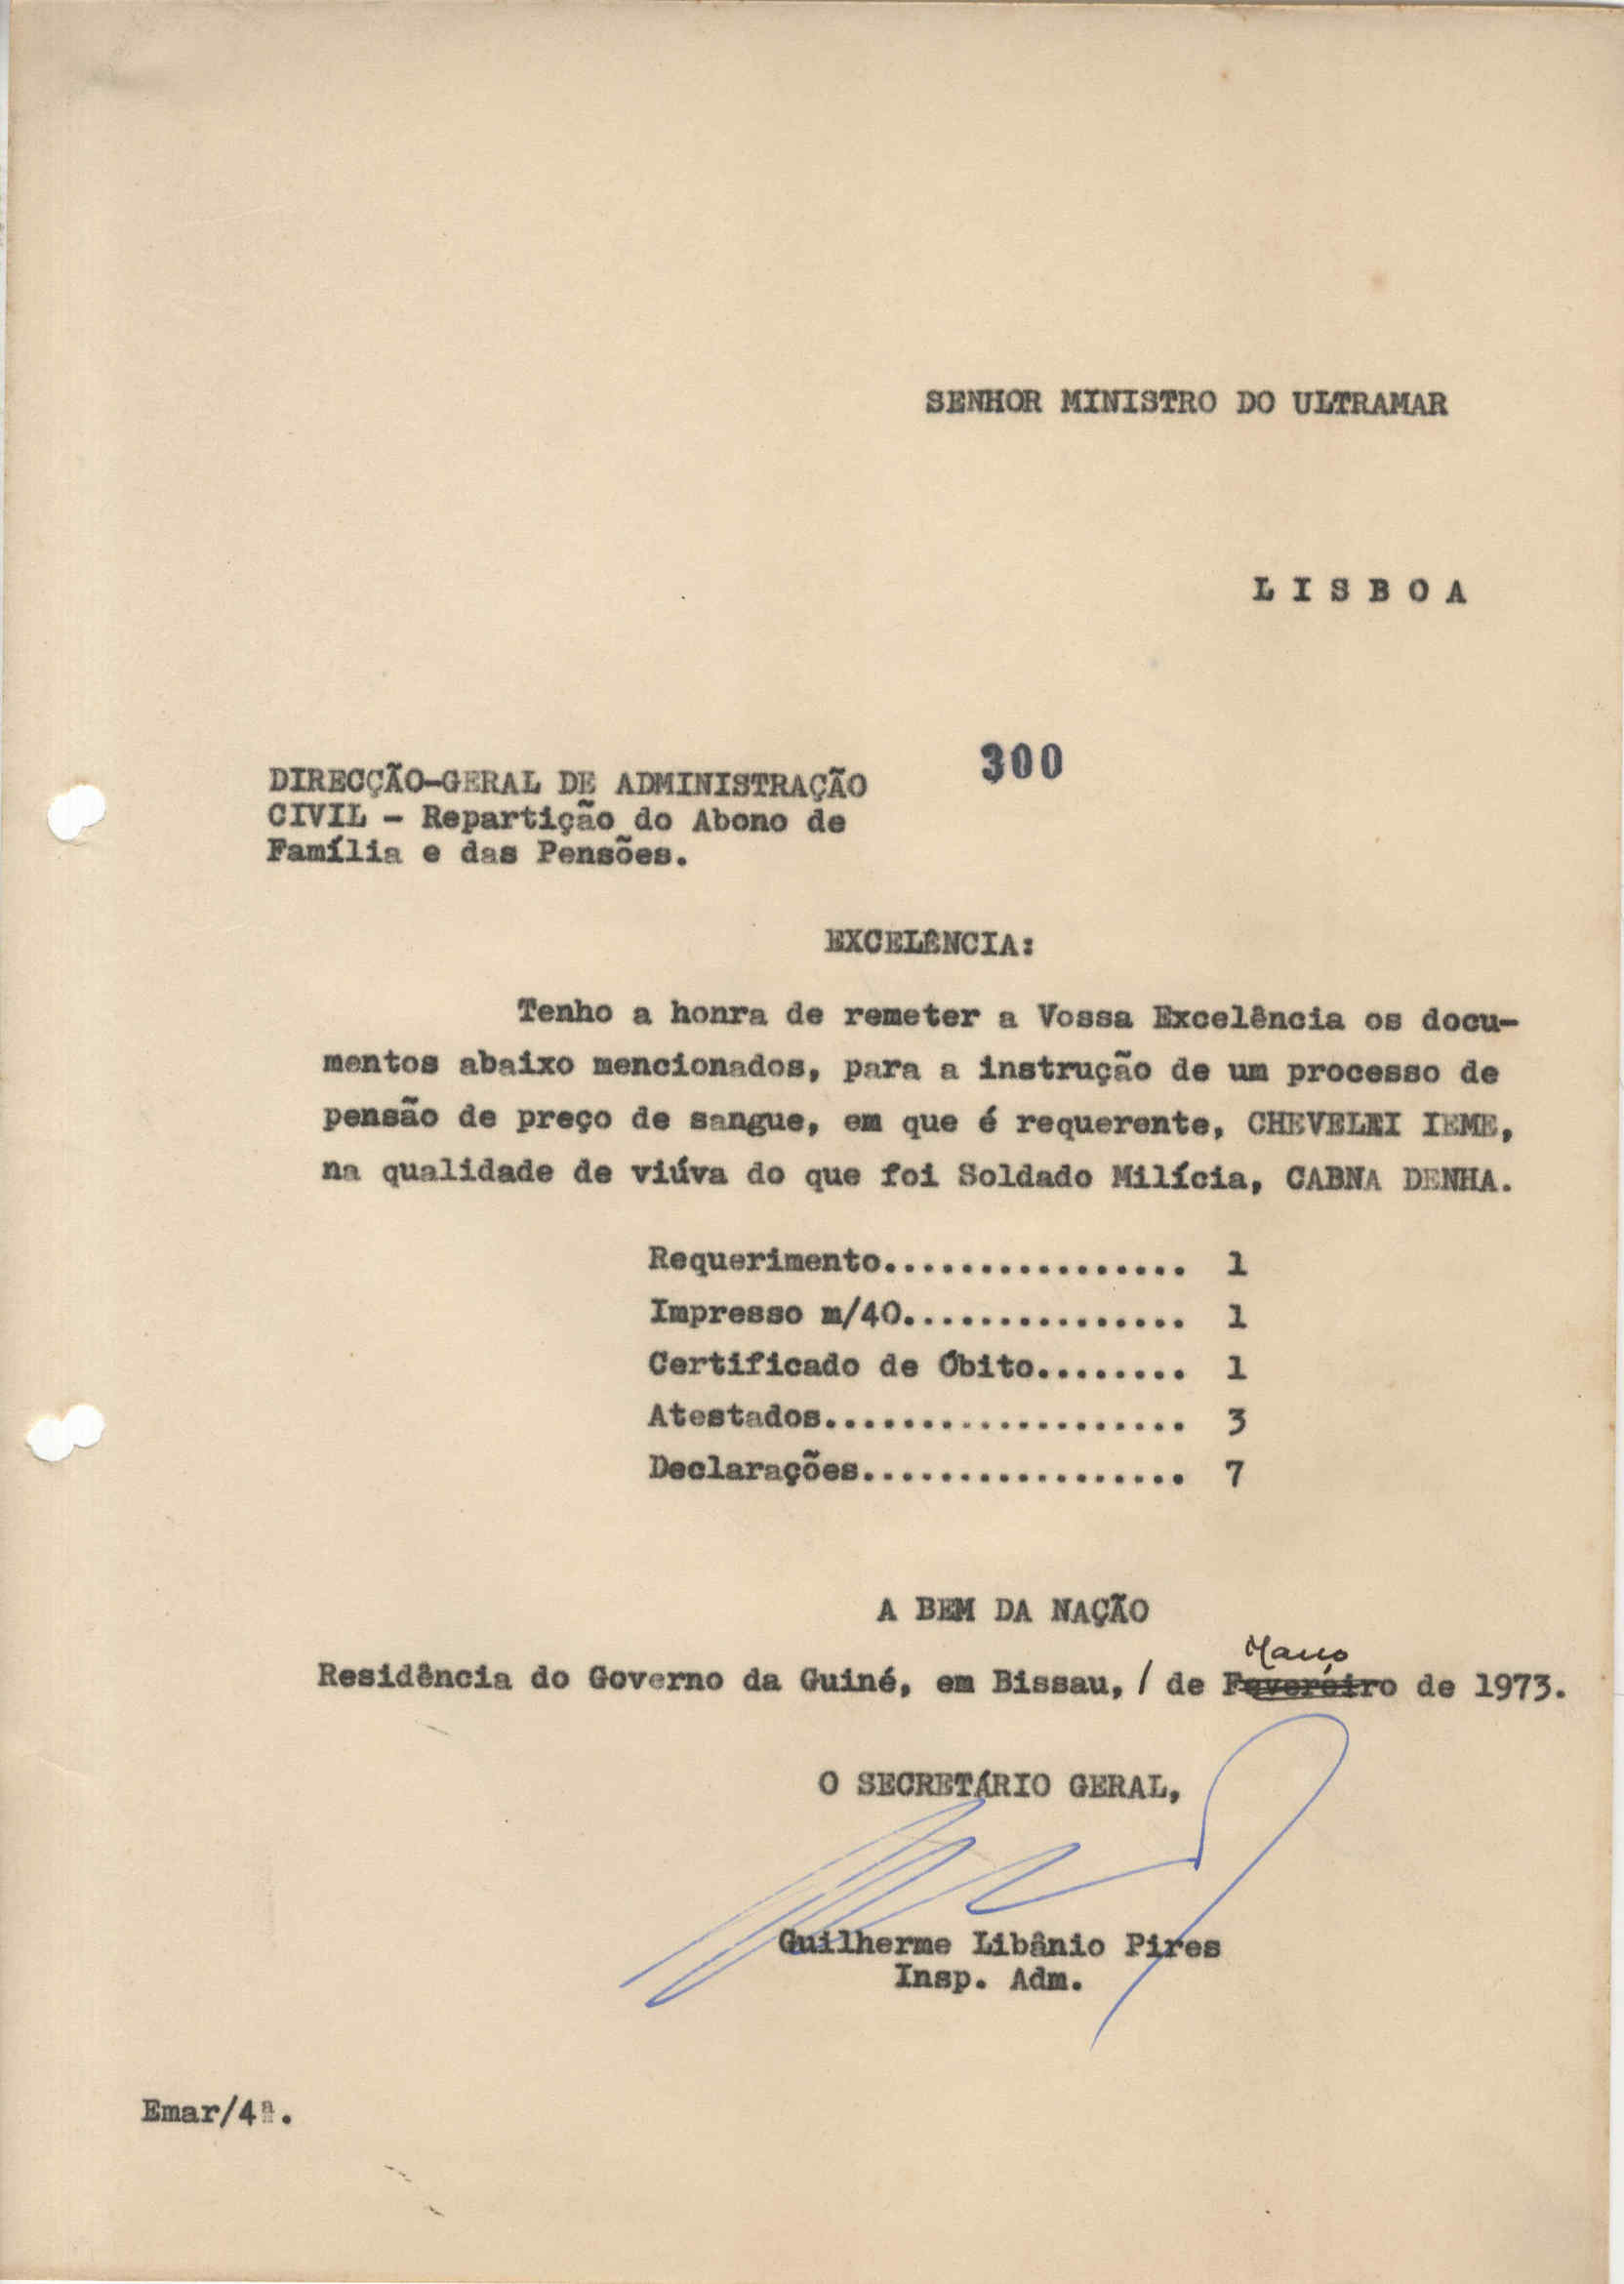 SENHOR MINISTRO DO ULTRAMAR
L I S B O A
300
DIRECÇÃO-GERAL DE ADMINISTRAÇÃO
CIVIL - Repartição do Abono de
Família e das Pensões.
EXCELÊNCIA:
Tenho a honra de remeter a Vossa Excelência os docu-
mentos abaixo mencionados, para a instrução de um processo de
pensão de preço de sangue, em que é requerente, CHEVELEI IEME,
na qualidade de viúva do que foi Soldado Milícia, CABNA DENHA.
Requerimento................ 1
Impresso m/40............... 1
Certificado de Óbito........ 1
Atestados................... 3
Declarações................. 7
A BEM DA NAÇÃO
Março
Residência do Governo da Guiné, em Bissau, / de Fevereiro de 1973.
O SECRETÁRIO GERAL,
Guilherme Libânio Pires
Insp. Adm.
Emar/4ª.